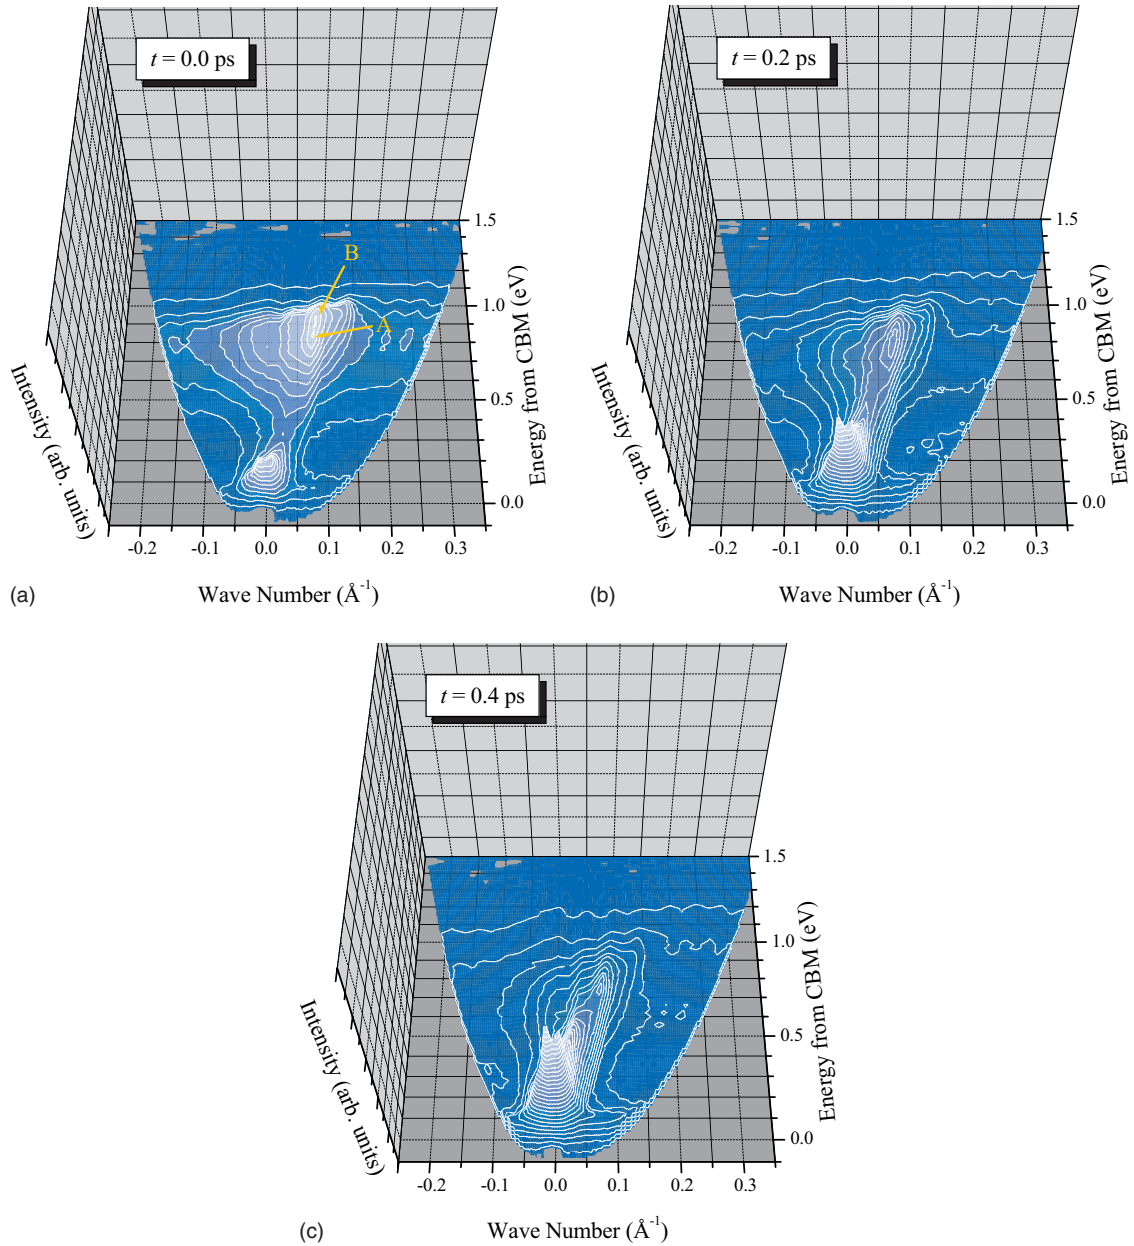 t = 0.0 ps
B
A
1.5
1.0
0.5
0.0
Energy from CBM (eV)
Intensity (arb. units)
-0.2 -0.1 0.0 0.1 0.2 0.3
(a) Wave Number (Å⁻¹)
t = 0.2 ps
1.5
1.0
0.5
0.0
Energy from CBM (eV)
Intensity (arb. units)
-0.2 -0.1 0.0 0.1 0.2 0.3
(b) Wave Number (Å⁻¹)
t = 0.4 ps
1.5
1.0
0.5
0.0
Energy from CBM (eV)
Intensity (arb. units)
-0.2 -0.1 0.0 0.1 0.2 0.3
(c) Wave Number (Å⁻¹)